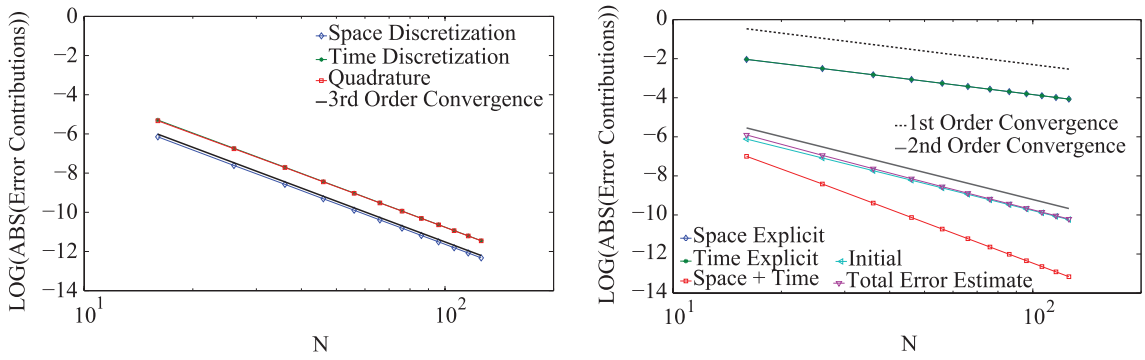 LOG(ABS(Error Contributions))
0
−2
−4
−6
−8
−10
−12
−14
Space Discretization
Time Discretization
Quadrature
3rd Order Convergence
10^1
10^2
N
LOG(ABS(Error Contributions))
0
−2
−4
−6
−8
−10
−12
−14
1st Order Convergence
2nd Order Convergence
Space Explicit
Time Explicit
Initial
Space + Time
Total Error Estimate
10^1
10^2
N